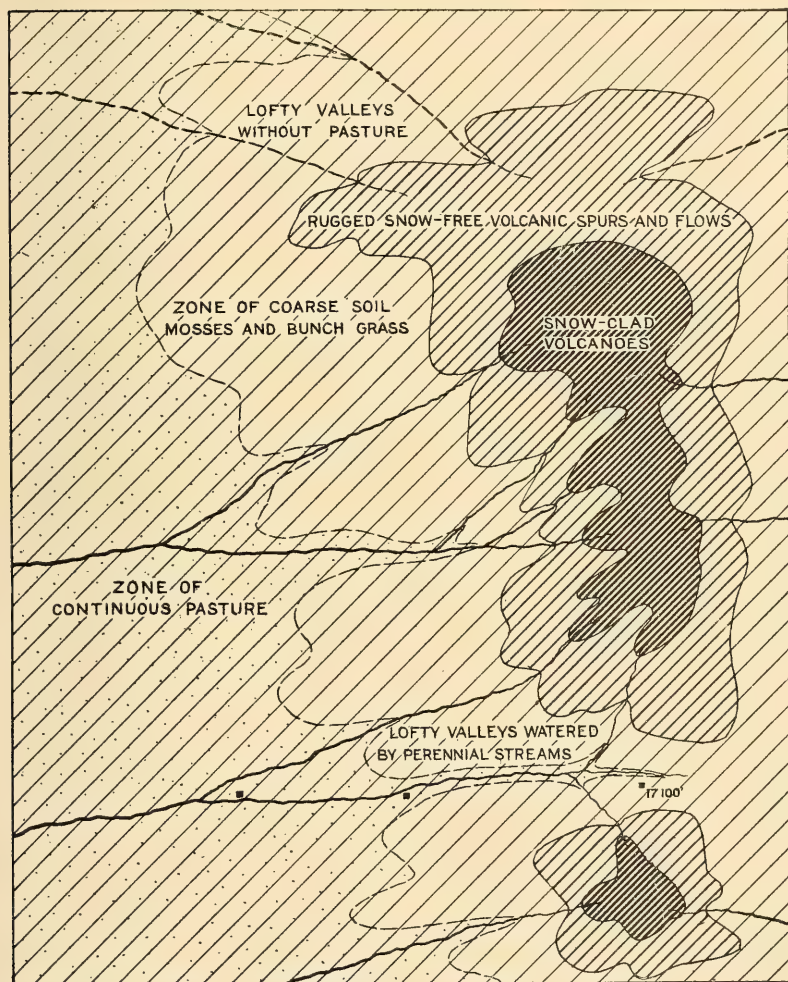 LOFTY VALLEYS
WITHOUT PASTURE
RUGGED SNOW-FREE VOLCANIC SPURS AND FLOWS
ZONE OF COARSE SOIL
MOSSES AND BUNCH GRASS
SNOW-CLAD
VOLCANOES
ZONE OF
CONTINUOUS PASTURE
LOFTY VALLEYS WATERED
BY PERENNIAL STREAMS
17100'